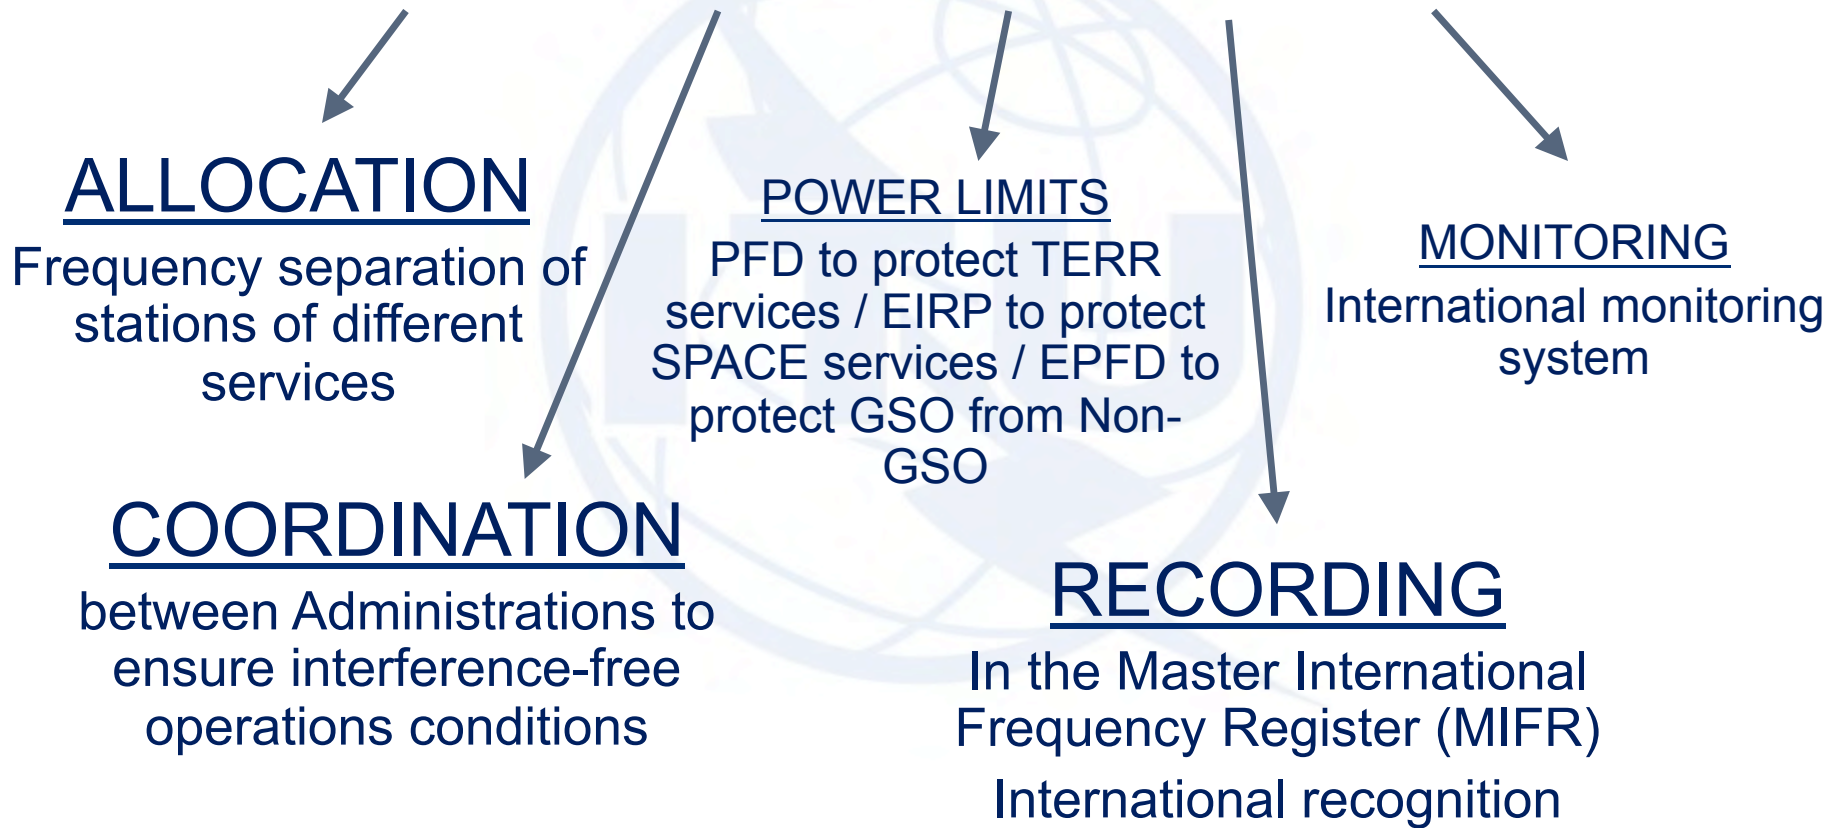 ALLOCATION
Frequency separation of
stations of different
services
COORDINATION
between Administrations to
ensure interference-free
operations conditions
POWER LIMITS
PFD to protect TERR
services / EIRP to protect
SPACE services / EPFD to
protect GSO from Non-
GSO
RECORDING
In the Master International
Frequency Register (MIFR)
International recognition
MONITORING
International monitoring
system
ITU